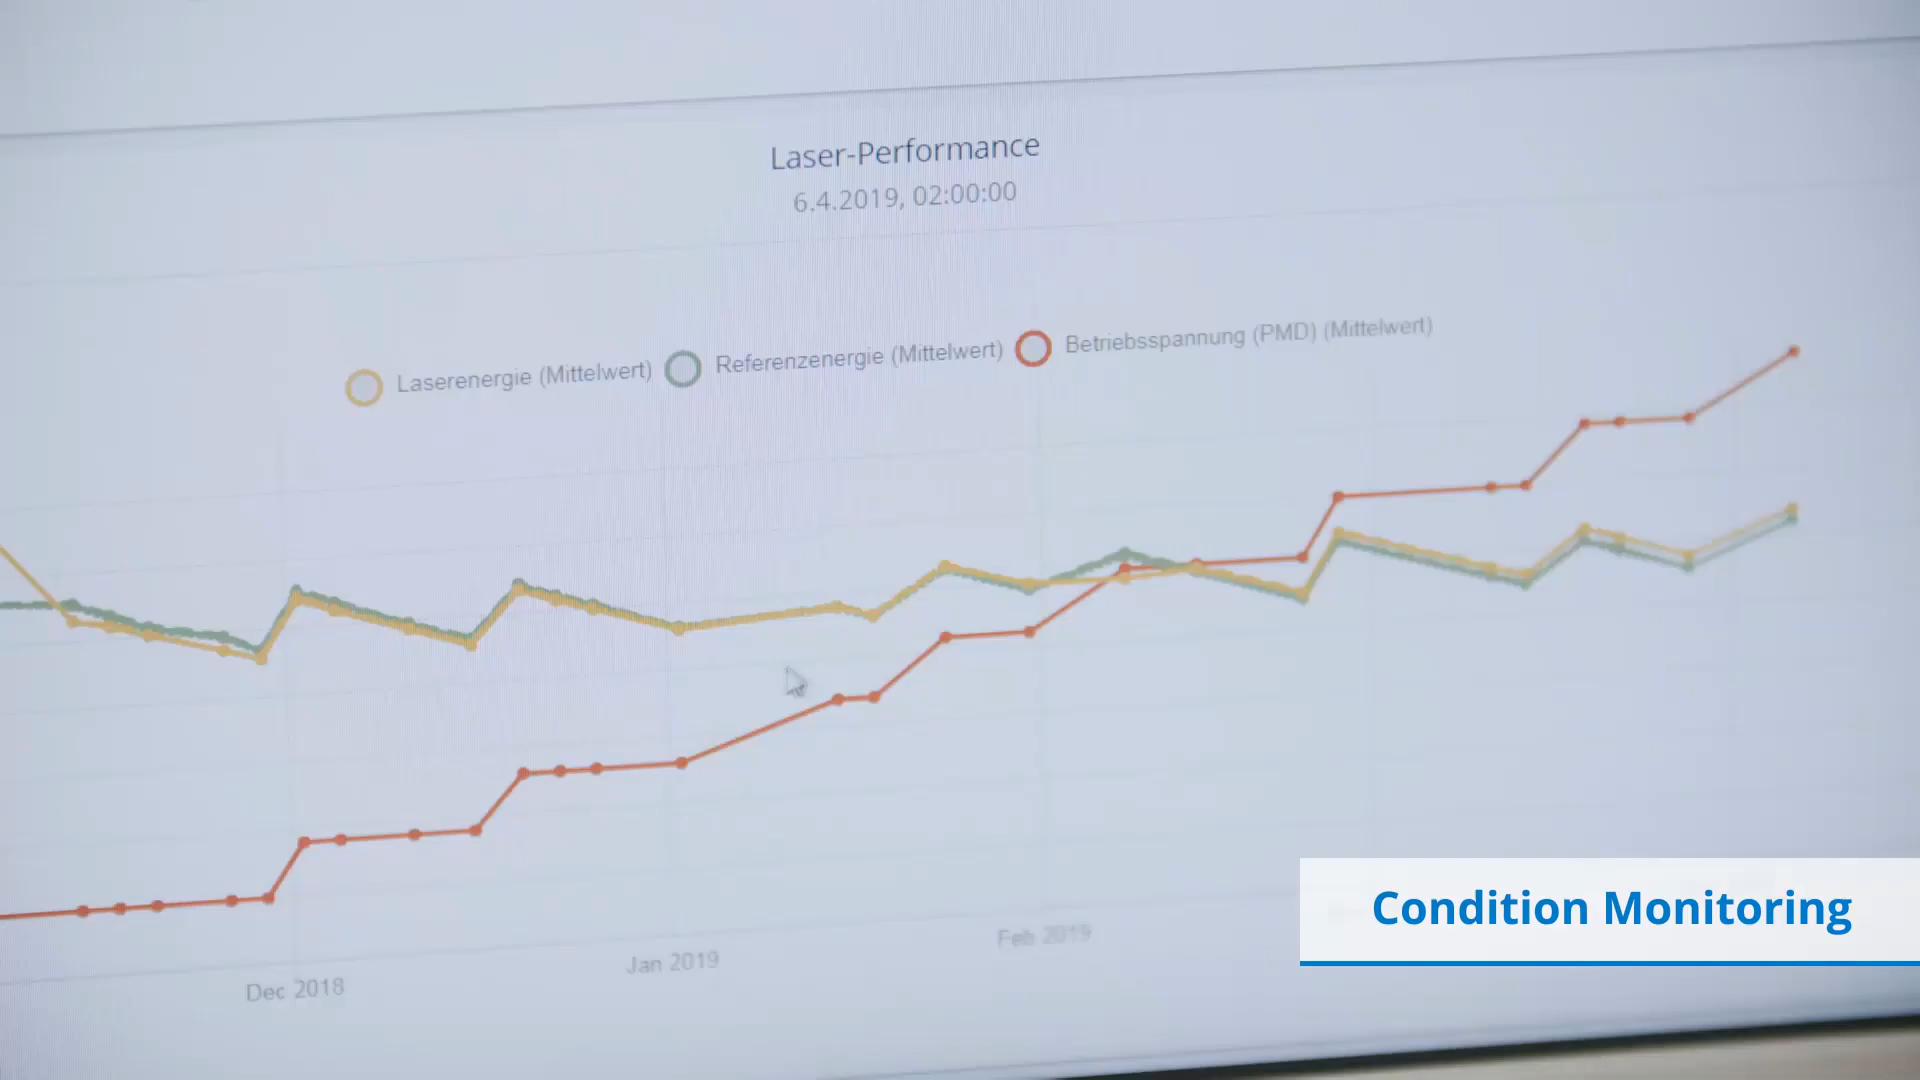 Laser-Performance
6.4.2019, 02:00:00
Laserenergie (Mittelwert) Referenzenergie (Mittelwert) Betriebsspannung (PMD) (Mittelwert)
Dec 2018 Jan 2019 Feb 2019
Condition Monitoring